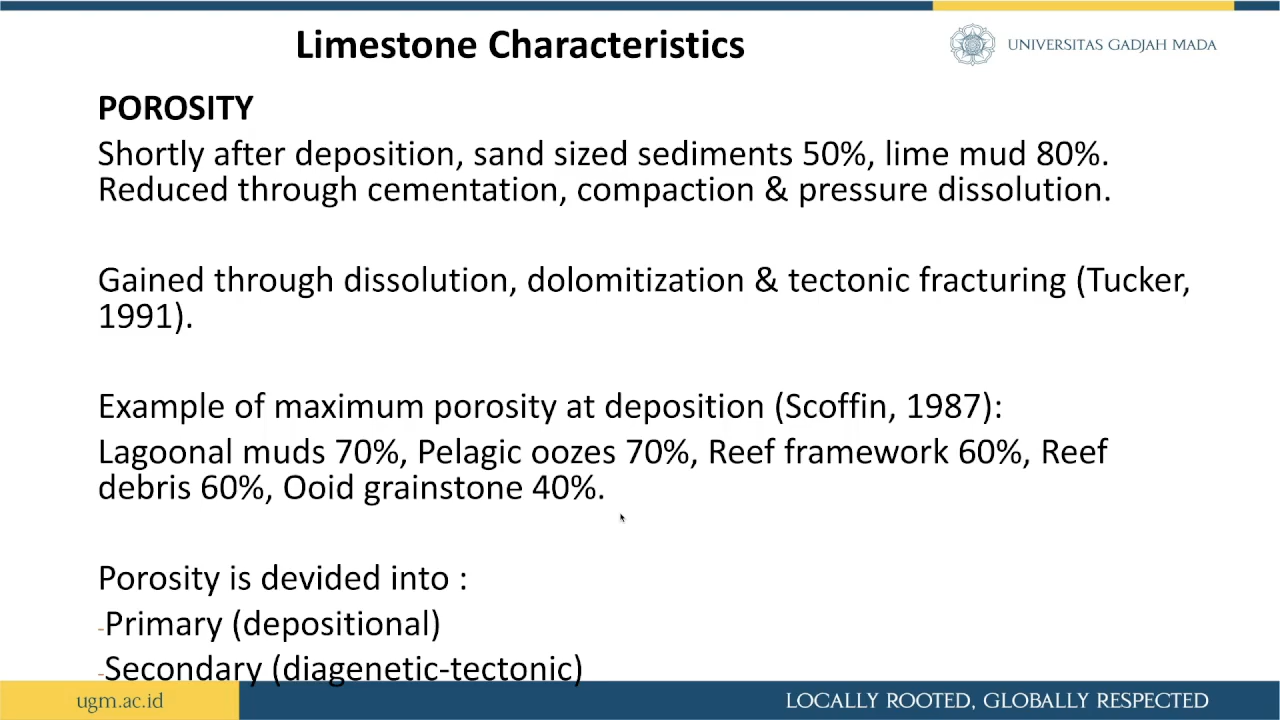 Limestone Characteristics
UNIVERSITAS GADJAH MADA
POROSITY
Shortly after deposition, sand sized sediments 50%, lime mud 80%.
Reduced through cementation, compaction & pressure dissolution.
Gained through dissolution, dolomitization & tectonic fracturing (Tucker,
1991).
Example of maximum porosity at deposition (Scoffin, 1987):
Lagoonal muds 70%, Pelagic oozes 70%, Reef framework 60%, Reef
debris 60%, Ooid grainstone 40%.
Porosity is devided into :
-Primary (depositional)
-Secondary (diagenetic-tectonic)
ugm.ac.id
LOCALLY ROOTED, GLOBALLY RESPECTED